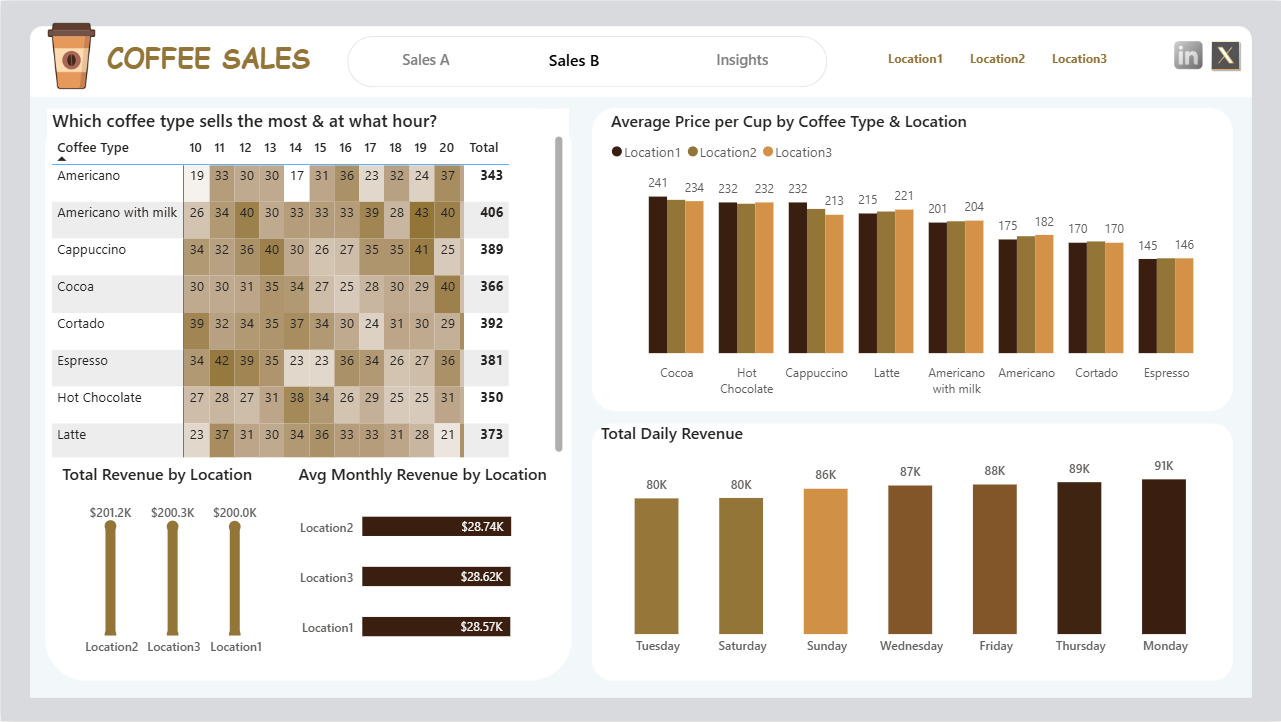 COFFEE SALES
Sales A
Sales B
Insights
Location1
Location2
Location3
in
X
Which coffee type sells the most & at what hour?
Coffee Type 10 11 12 13 14 15 16 17 18 19 20 Total
Americano 19 33 30 30 17 31 36 23 32 24 37 343
Americano with milk 26 34 40 30 33 33 33 39 28 43 40 406
Cappuccino 34 32 36 40 30 26 27 35 35 41 25 389
Cocoa 30 30 31 35 34 27 25 28 30 29 40 366
Cortado 39 32 34 35 37 34 30 24 31 30 29 392
Espresso 34 42 39 35 23 23 36 34 26 27 36 381
Hot Chocolate 27 28 27 31 38 34 26 29 25 25 31 350
Latte 23 37 31 30 34 36 33 33 31 28 21 373
Total Revenue by Location
$201.2K $200.3K $200.0K
Location2 Location3 Location1
Avg Monthly Revenue by Location
Location2 $28.74K
Location3 $28.62K
Location1 $28.57K
Average Price per Cup by Coffee Type & Location
Location1 Location2 Location3
241 234 232 232 232 213 215 221 201 204 175 182 170 170 145 146
Cocoa Hot Cappuccino Latte Americano Americano Cortado Espresso
Chocolate with milk
Total Daily Revenue
80K 80K 86K 87K 88K 89K 91K
Tuesday Saturday Sunday Wednesday Friday Thursday Monday